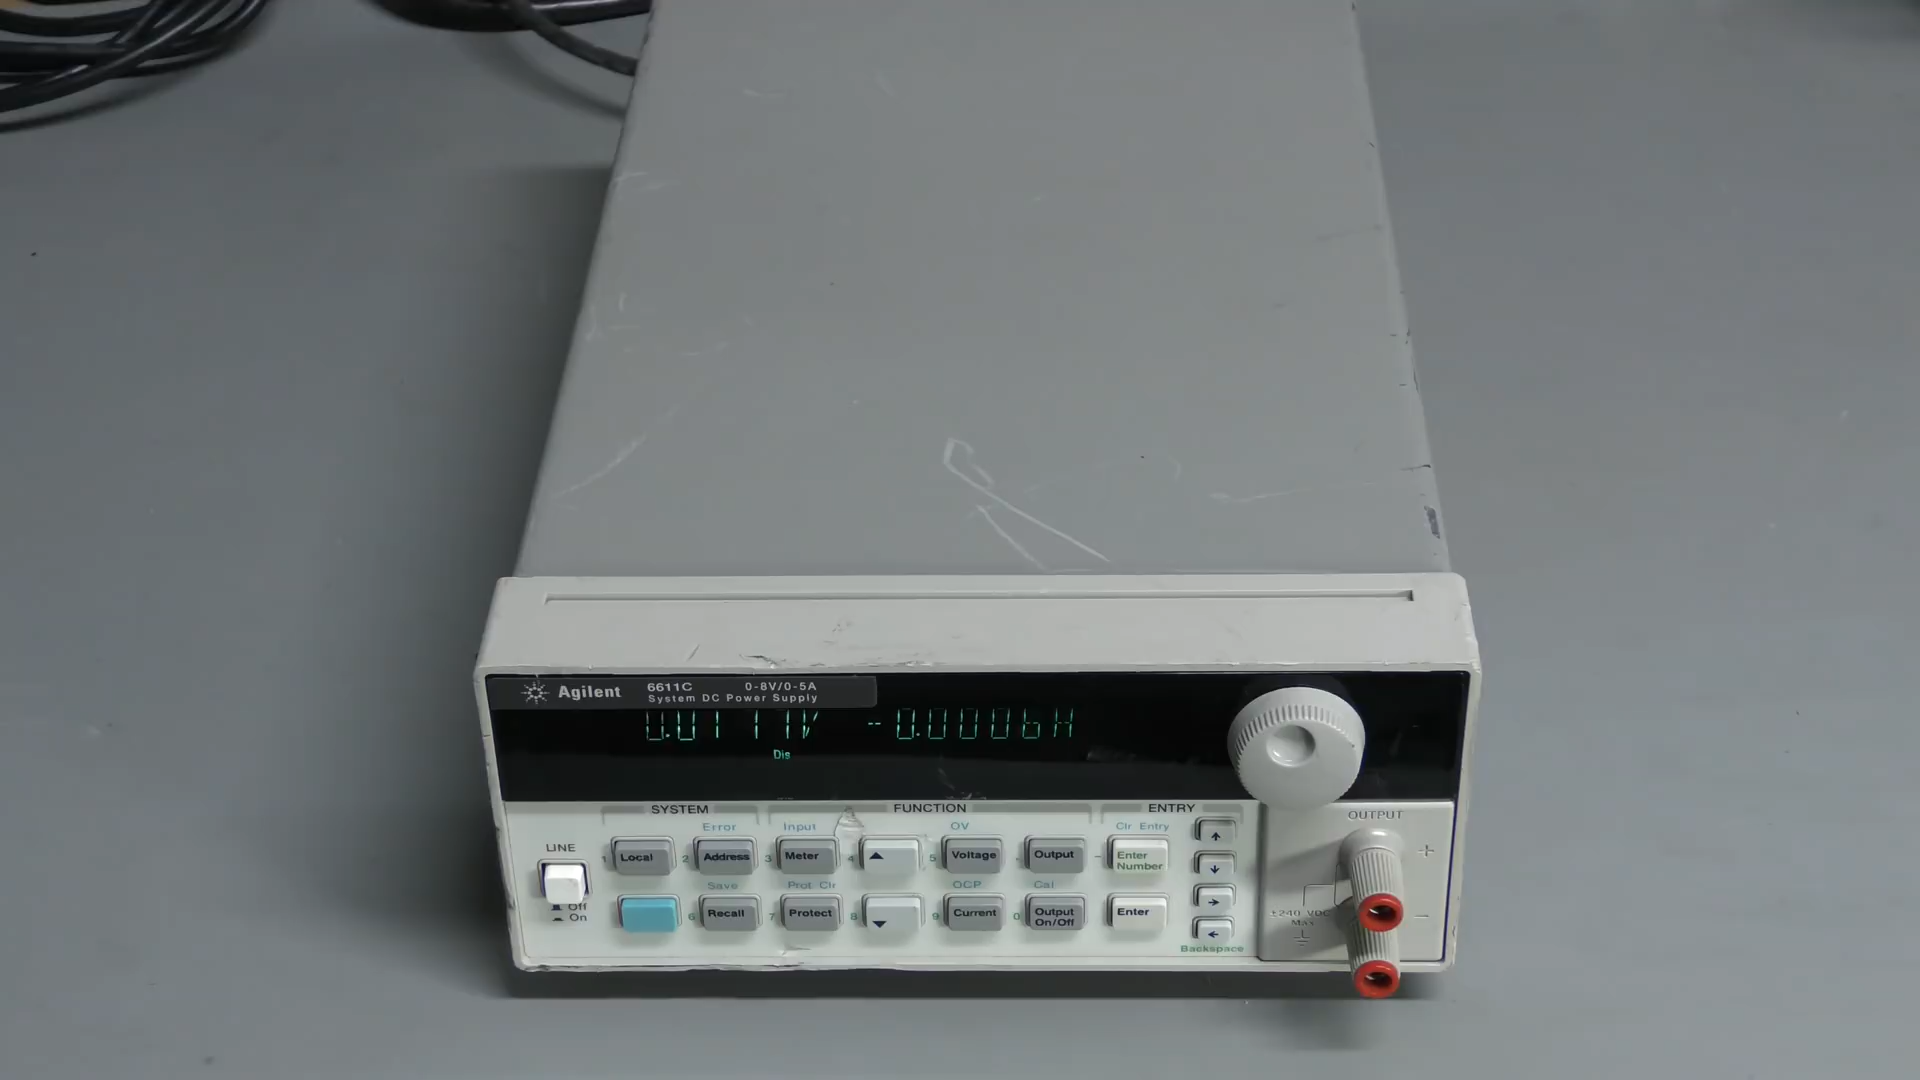 Agilent 6611C 0-8V/0-5A
System DC Power Supply
-0.0006
Dis
SYSTEM FUNCTION ENTRY
OUTPUT
Error Input OV Clr Entry
LINE
1 Local 2 Address 3 Meter 4 5 Voltage . Output - Enter Number
+
Off
On
Save Prot Clr OCP Cal
6 Recall 7 Protect 8 9 Current 0 Output On/Off Enter
±240 VDC
Max
-
Backspace